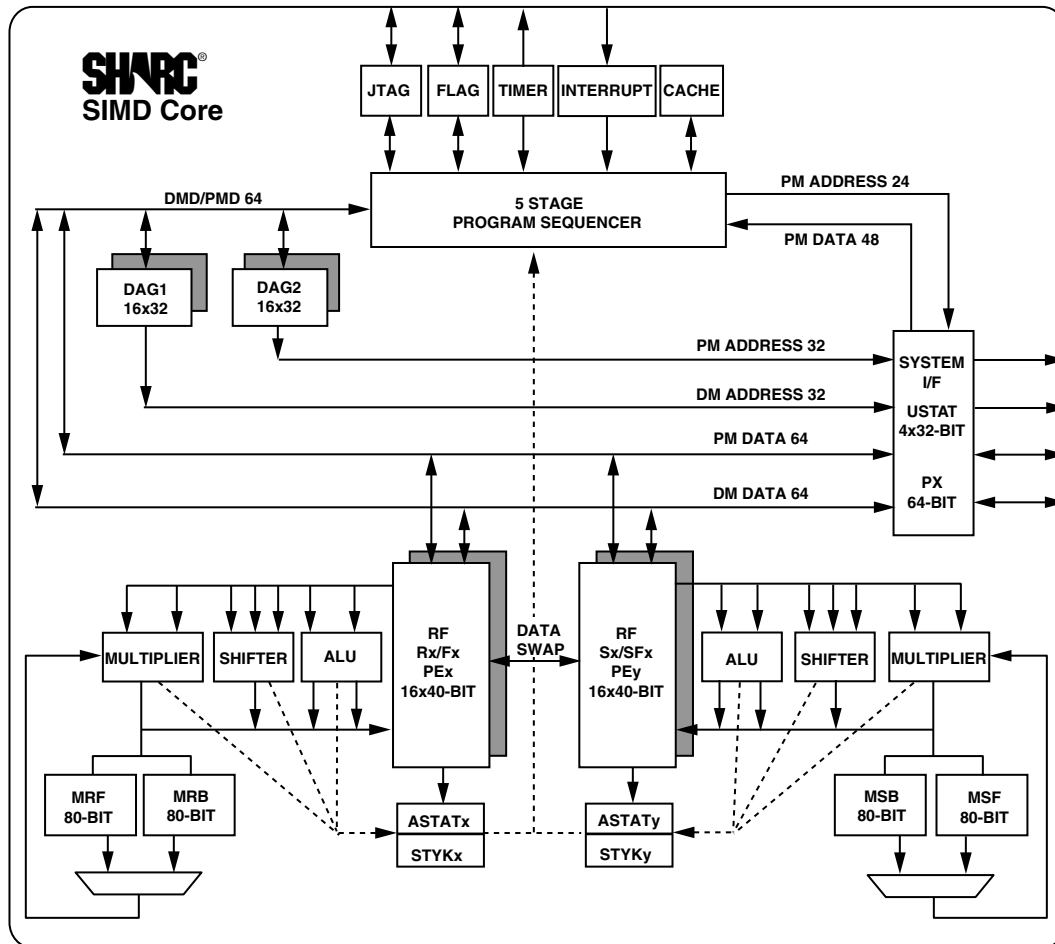 SHARC®
SIMD Core
JTAG
FLAG
TIMER
INTERRUPT
CACHE
5 STAGE
PROGRAM SEQUENCER
PM ADDRESS 24
PM DATA 48
DMD/PMD 64
DAG1
16x32
DAG2
16x32
PM ADDRESS 32
DM ADDRESS 32
PM DATA 64
DM DATA 64
SYSTEM
I/F
USTAT
4x32-BIT
PX
64-BIT
MULTIPLIER
SHIFTER
ALU
RF
Rx/Fx
PEx
16x40-BIT
DATA
SWAP
RF
Sx/SFx
PEy
16x40-BIT
ALU
SHIFTER
MULTIPLIER
MRF
80-BIT
MRB
80-BIT
ASTATx
STYKx
ASTATy
STYKy
MSB
80-BIT
MSF
80-BIT